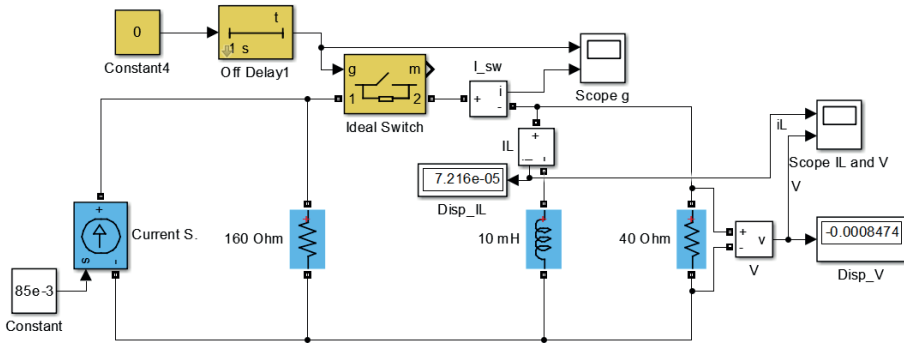 0
Constant4
t
1 s
Off Delay1
g
m
1
2
Ideal Switch
I_sw
+
i
-
Scope g
iL
Scope IL and V
V
IL
+
i
-
7.216e-05
Disp_IL
+
s
-
Current S.
160 Ohm
+
10 mH
+
40 Ohm
+
+
-
v
V
-0.0008474
Disp_V
85e-3
Constant